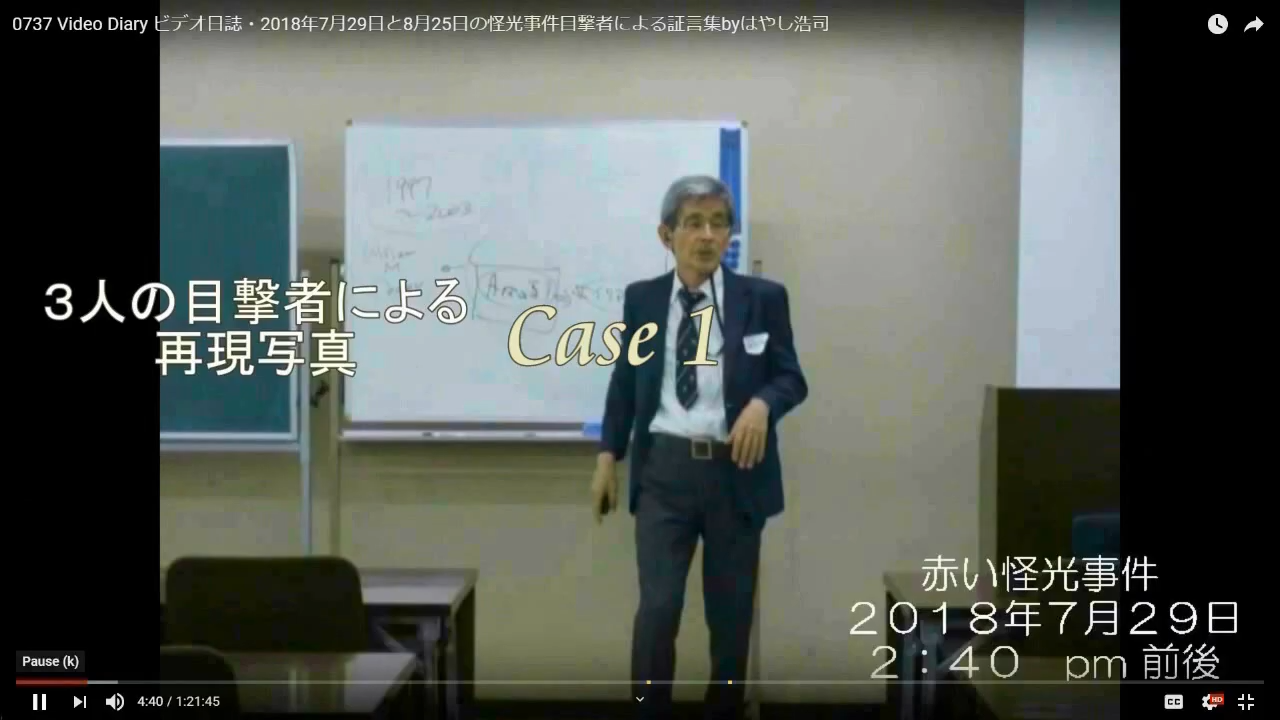 0737 Video Diary ビデオ日誌・2018年7月29日と8月25日の怪光事件目撃者による証言集byはやし浩司
1997
~2003
3人の目撃者による
再現写真
Case 1
赤い怪光事件
2018年7月29日
2:40 pm 前後
Pause (k)
4:40 / 1:21:45
CC
HD